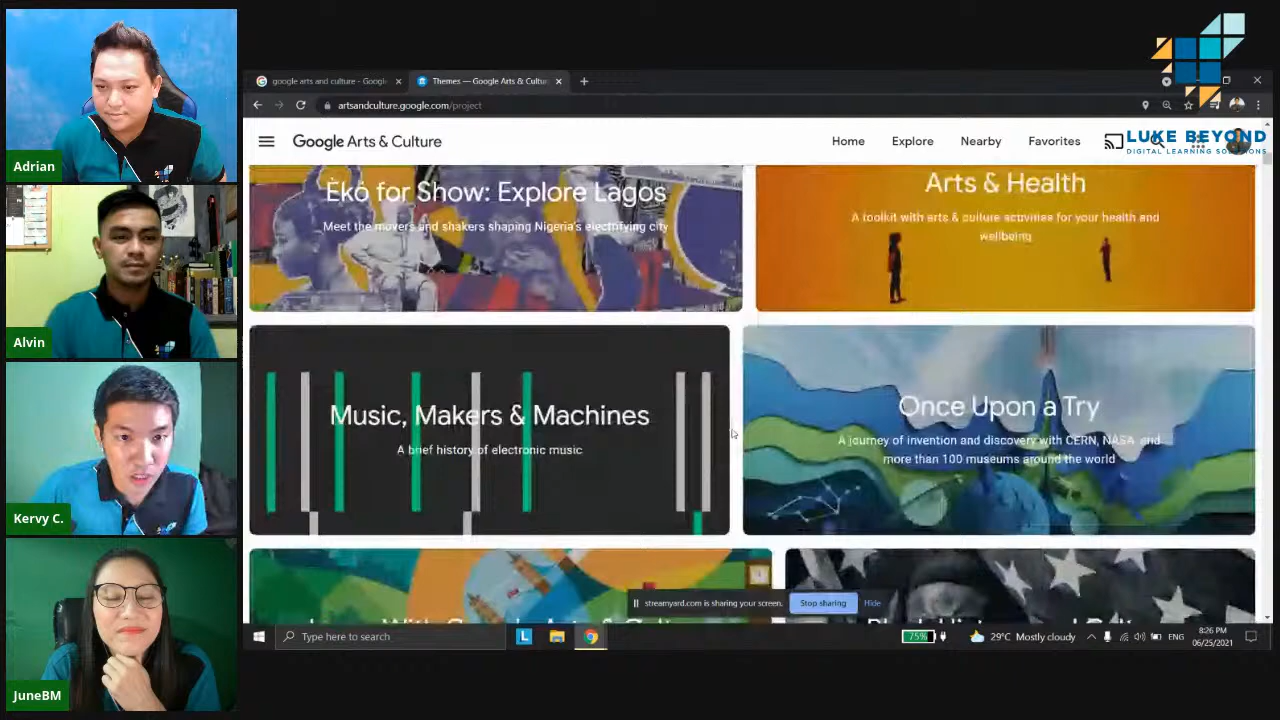 Adrian
Alvin
Kervy C.
JuneBM
LUKE BEYOND
DIGITAL LEARNING SOLUTIONS
google arts and culture - Google
Themes — Google Arts & Culture
artsandculture.google.com/project
Google Arts & Culture
Home
Explore
Nearby
Favorites
Èkó for Show: Explore Lagos
Meet the movers and shakers shaping Nigeria's electrifying city
Arts & Health
A toolkit with arts & culture activities for your health and
wellbeing
Music, Makers & Machines
A brief history of electronic music
Once Upon a Try
A journey of invention and discovery with CERN, NASA and
more than 100 museums around the world
streamyard.com is sharing your screen.
Stop sharing
Hide
Type here to search
L
75%
29°C Mostly cloudy
ENG
8:26 PM
06/25/2021